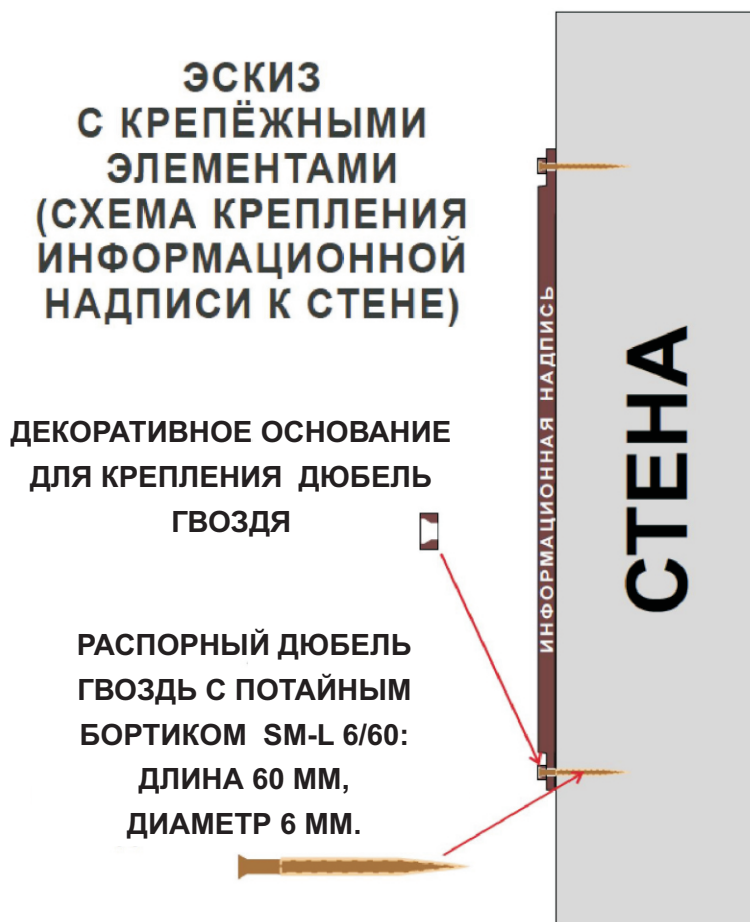 ЭСКИЗ
С КРЕПЁЖНЫМИ
ЭЛЕМЕНТАМИ
(СХЕМА КРЕПЛЕНИЯ
ИНФОРМАЦИОННОЙ
НАДПИСИ К СТЕНЕ)
ДЕКОРАТИВНОЕ ОСНОВАНИЕ
ДЛЯ КРЕПЛЕНИЯ ДЮБЕЛЬ
ГВОЗДЯ
РАСПОРНЫЙ ДЮБЕЛЬ
ГВОЗДЬ С ПОТАЙНЫМ
БОРТИКОМ SM-L 6/60:
ДЛИНА 60 ММ,
ДИАМЕТР 6 ММ.
ИНФОРМАЦИОННАЯ НАДПИСЬ
СТЕНА